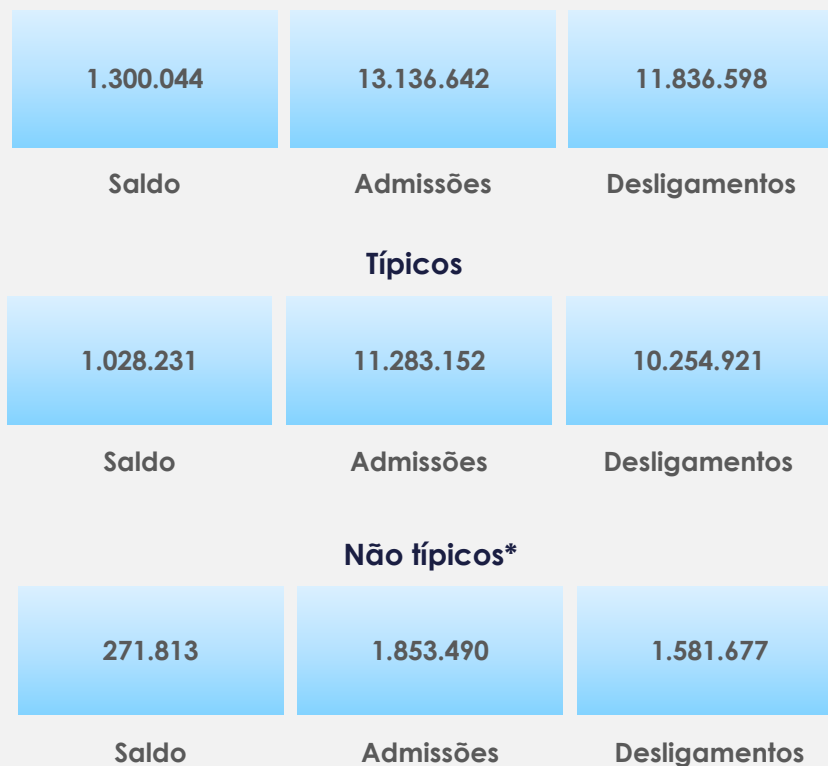 1.300.044 13.136.642 11.836.598
Saldo Admissões Desligamentos
Típicos
1.028.231 11.283.152 10.254.921
Saldo Admissões Desligamentos
Não típicos*
271.813 1.853.490 1.581.677
Saldo Admissões Desligamentos